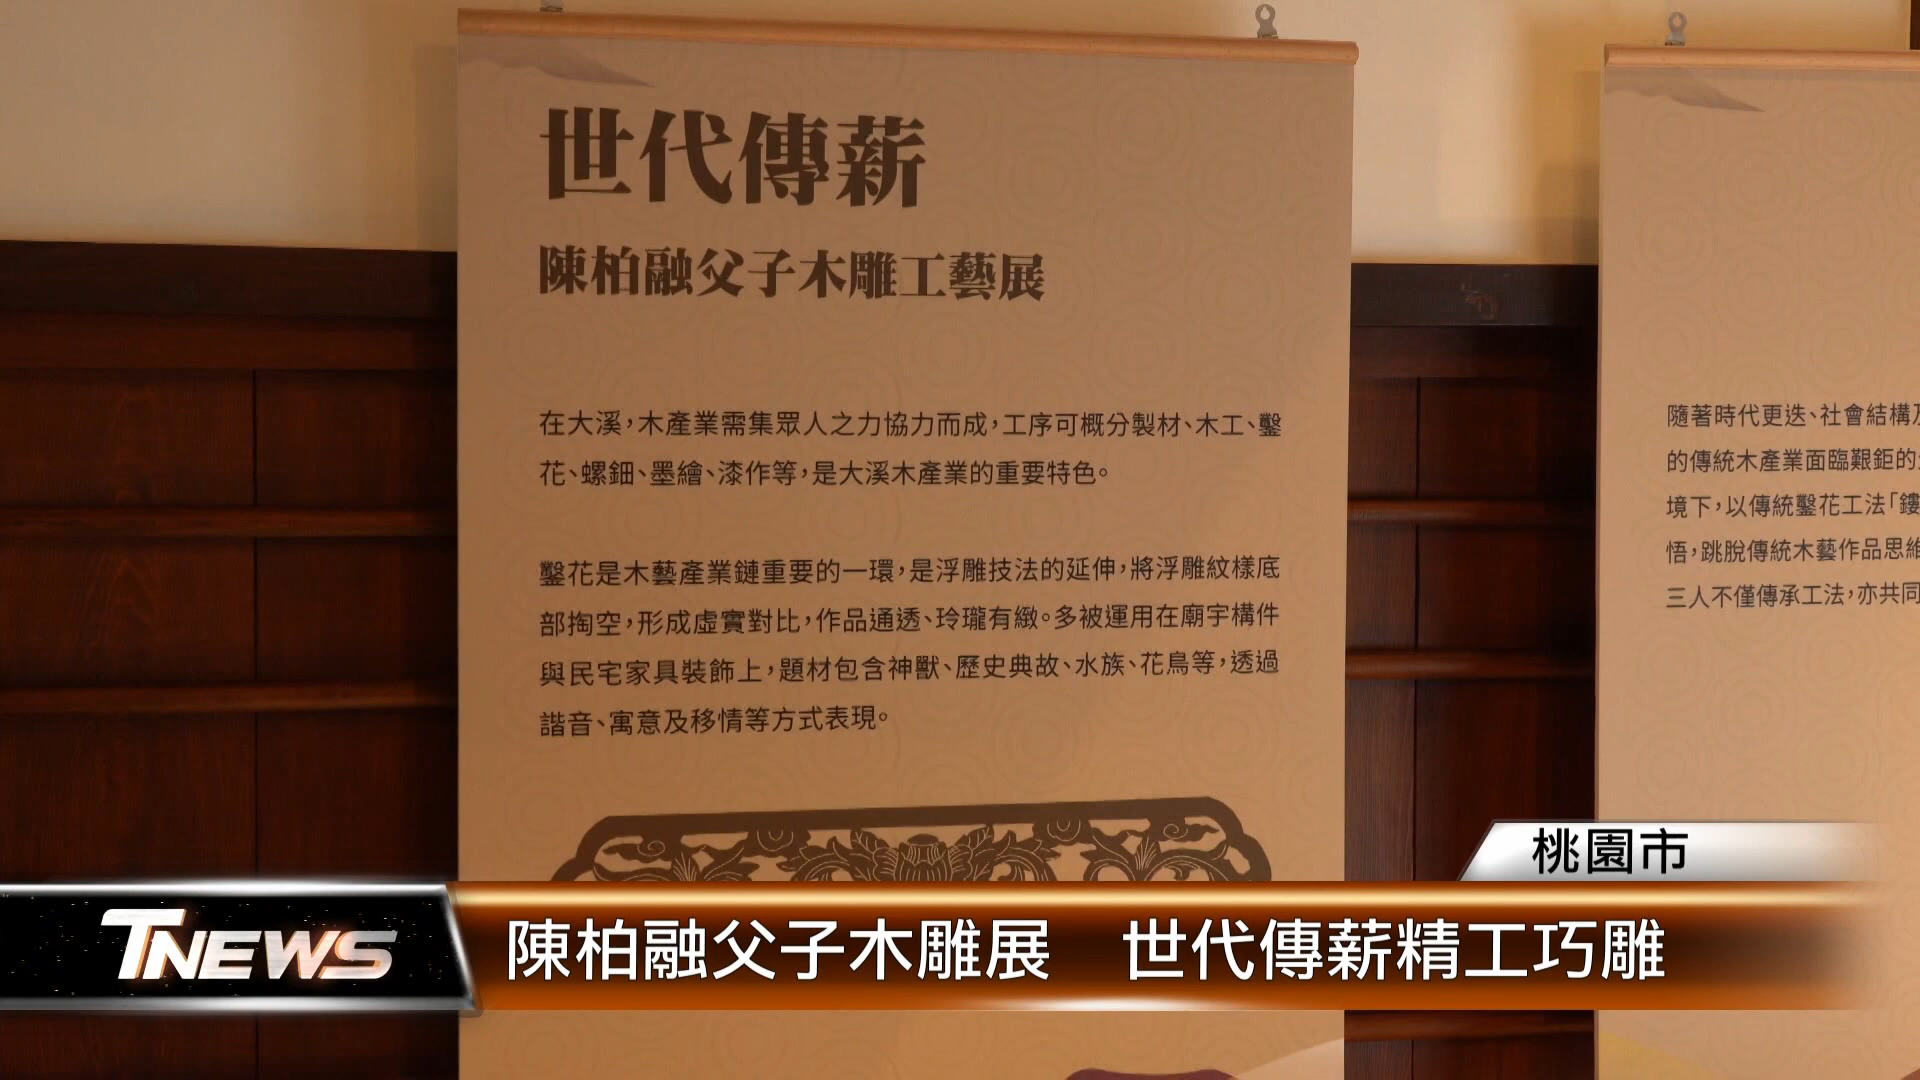 世代傳薪
陳柏融父子木雕工藝展
在大溪，木產業需集眾人之力協力而成，工序可概分製材、木工、鑿
花、螺鈿、墨繪、漆作等，是大溪木產業的重要特色。
鑿花是木藝產業鏈重要的一環，是浮雕技法的延伸，將浮雕紋樣底
部掏空，形成虛實對比，作品通透、玲瓏有緻。多被運用在廟宇構件
與民宅家具裝飾上，題材包含神獸、歷史典故、水族、花鳥等，透過
諧音、寓意及移情等方式表現。
隨著時代更迭、社會結構及
的傳統木產業面臨艱鉅的
境下，以傳統鑿花工法「鏤
悟，跳脫傳統木藝作品思維
三人不僅傳承工法，亦共同
桃園市
TNEWS
陳柏融父子木雕展　世代傳薪精工巧雕